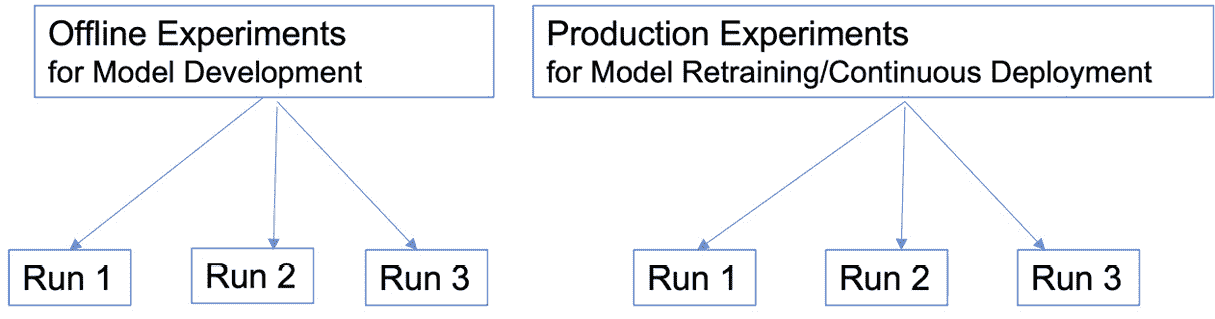 Offline Experiments
for Model Development
Production Experiments
for Model Retraining/Continuous Deployment
Run 1
Run 2
Run 3
Run 1
Run 2
Run 3